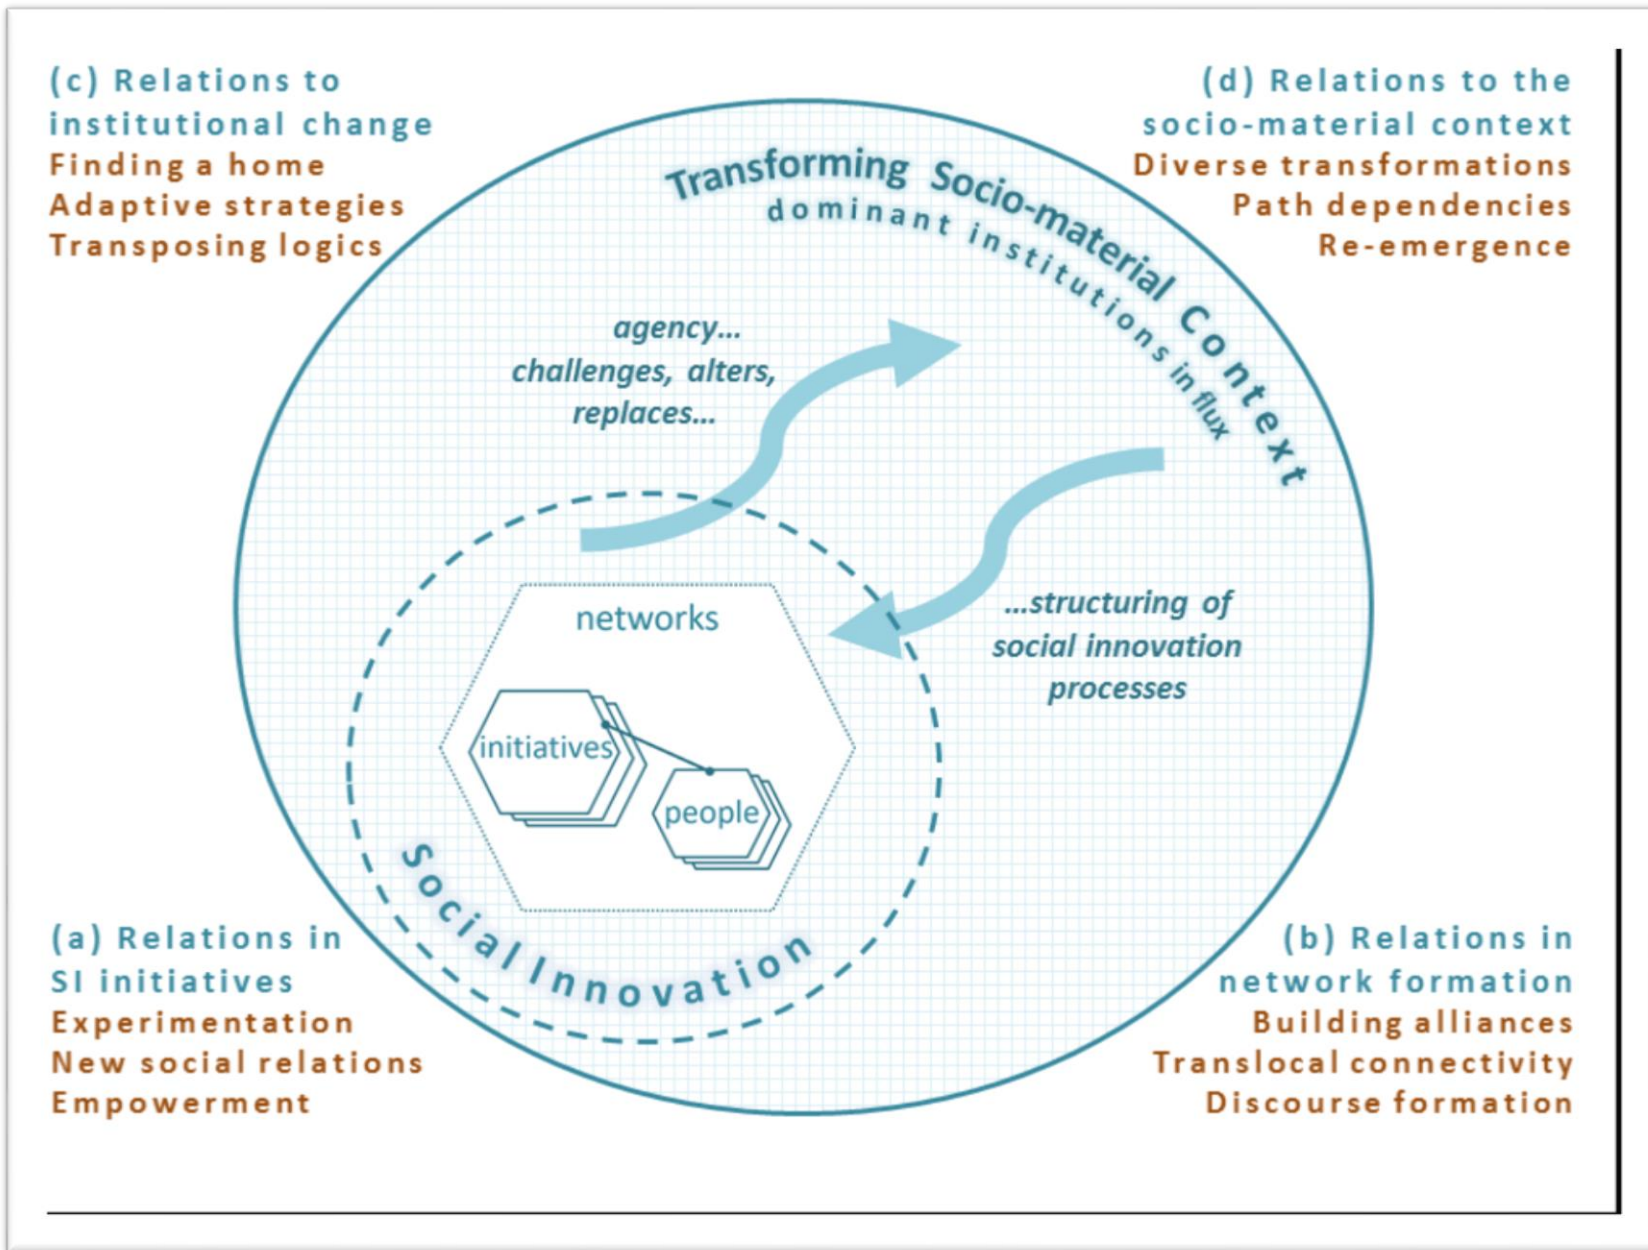 (c) Relations to
institutional change
Finding a home
Adaptive strategies
Transposing logics
(d) Relations to the
socio-material context
Diverse transformations
Path dependencies
Re-emergence
Transforming Socio-material Context
dominant institutions in flux
agency...
challenges, alters,
replaces...
...structuring of
social innovation
processes
networks
initiatives
people
Social Innovation
(a) Relations in
SI initiatives
Experimentation
New social relations
Empowerment
(b) Relations in
network formation
Building alliances
Translocal connectivity
Discourse formation